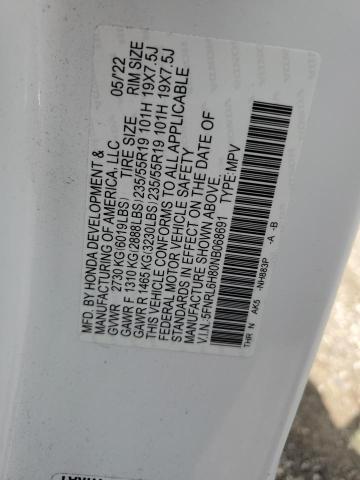 MFD. BY HONDA DEVELOPMENT & 05/22
MANUFACTURING OF AMERICA, LLC
GVWR 2730 KG(6019LBS) TIRE SIZE RIM SIZE
GAWR F 1310 KG(2888LBS) 235/55R19 101H 19X7.5J
GAWR R 1465 KG(3230LBS) 235/55R19 101H 19X7.5J
THIS VEHICLE CONFORMS TO ALL APPLICABLE
FEDERAL MOTOR VEHICLE SAFETY
STANDARDS IN EFFECT ON THE DATE OF
MANUFACTURE SHOWN ABOVE.
V.I.N. 5FNRL6H80NB068691 TYPE: MPV
THR N AK5 -NH883P -A -B